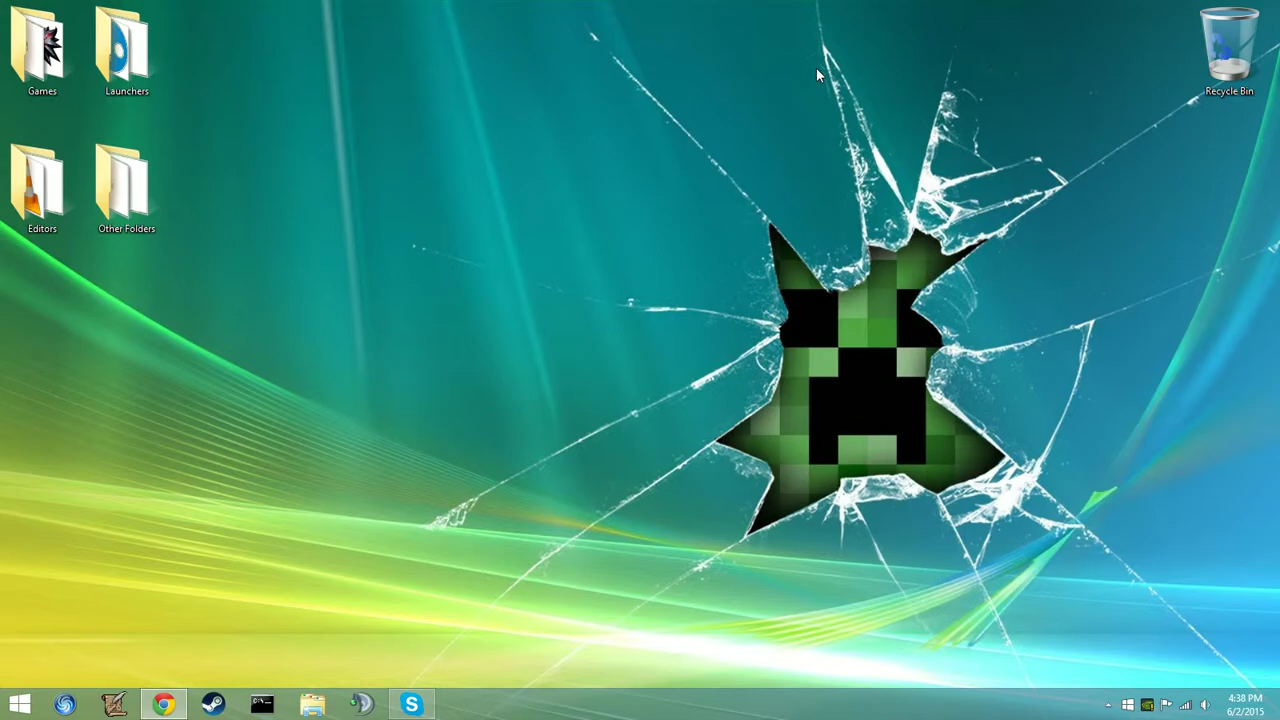 Games
Launchers
Recycle Bin
Editors
Other Folders
C:\_
S
4:38 PM
6/2/2015